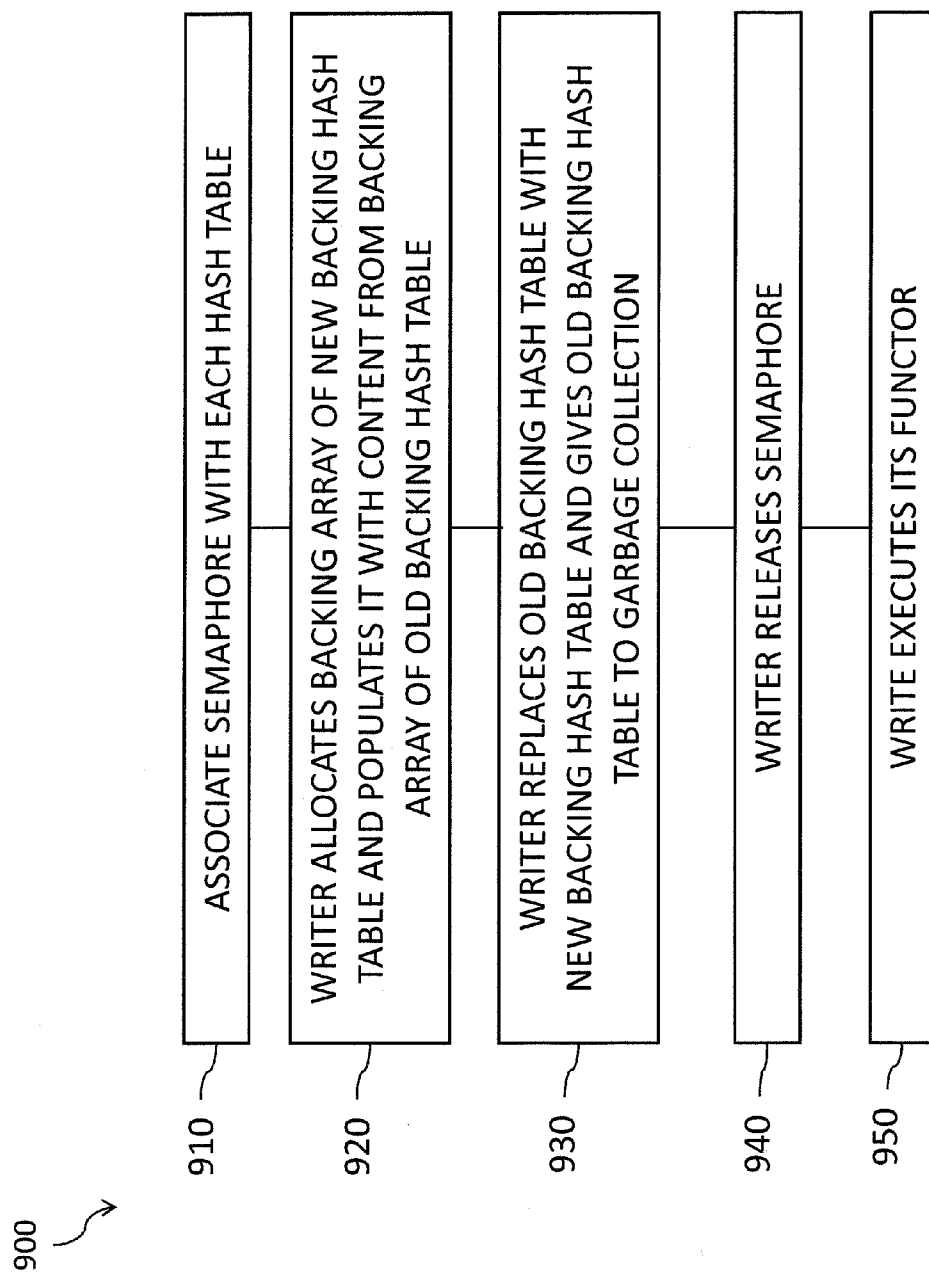 900
910
ASSOCIATE SEMAPHORE WITH EACH HASH TABLE
920
WRITER ALLOCATES BACKING ARRAY OF NEW BACKING HASH
TABLE AND POPULATES IT WITH CONTENT FROM BACKING
ARRAY OF OLD BACKING HASH TABLE
930
WRITER REPLACES OLD BACKING HASH TABLE WITH
NEW BACKING HASH TABLE AND GIVES OLD BACKING HASH
TABLE TO GARBAGE COLLECTION
940
WRITER RELEASES SEMAPHORE
950
WRITE EXECUTES ITS FUNCTOR